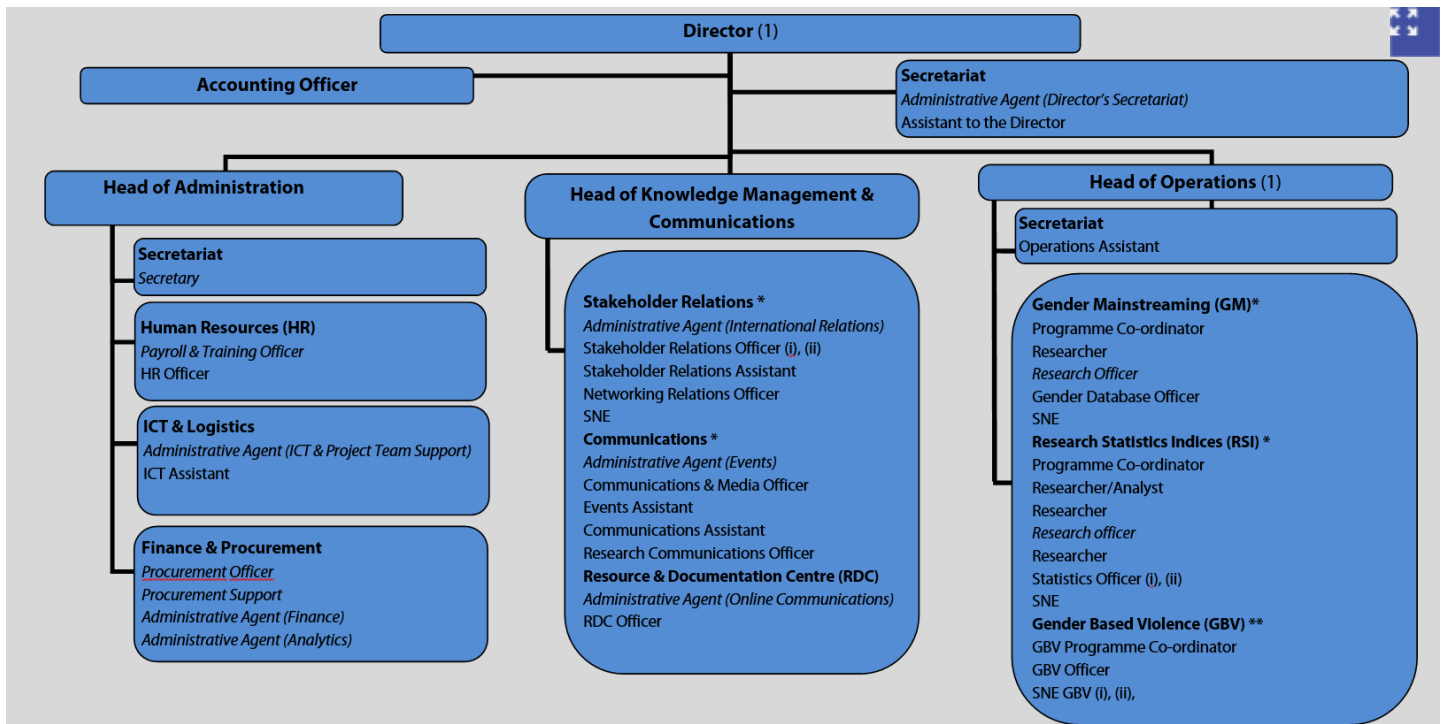 Director (1)
Accounting Officer
Secretariat
Administrative Agent (Director's Secretariat)
Assistant to the Director
Head of Administration
Secretariat
Secretary
Human Resources (HR)
Payroll & Training Officer
HR Officer
ICT & Logistics
Administrative Agent (ICT & Project Team Support)
ICT Assistant
Finance & Procurement
Procurement Officer
Procurement Support
Administrative Agent (Finance)
Administrative Agent (Analytics)
Head of Knowledge Management &
Communications
Stakeholder Relations *
Administrative Agent (International Relations)
Stakeholder Relations Officer (i), (ii)
Stakeholder Relations Assistant
Networking Relations Officer
SNE
Communications *
Administrative Agent (Events)
Communications & Media Officer
Events Assistant
Communications Assistant
Research Communications Officer
Resource & Documentation Centre (RDC)
Administrative Agent (Online Communications)
RDC Officer
Head of Operations (1)
Secretariat
Operations Assistant
Gender Mainstreaming (GM)*
Programme Co-ordinator
Researcher
Research Officer
Gender Database Officer
SNE
Research Statistics Indices (RSI) *
Programme Co-ordinator
Researcher/Analyst
Researcher
Research officer
Researcher
Statistics Officer (i), (ii)
SNE
Gender Based Violence (GBV) **
GBV Programme Co-ordinator
GBV Officer
SNE GBV (i), (ii),